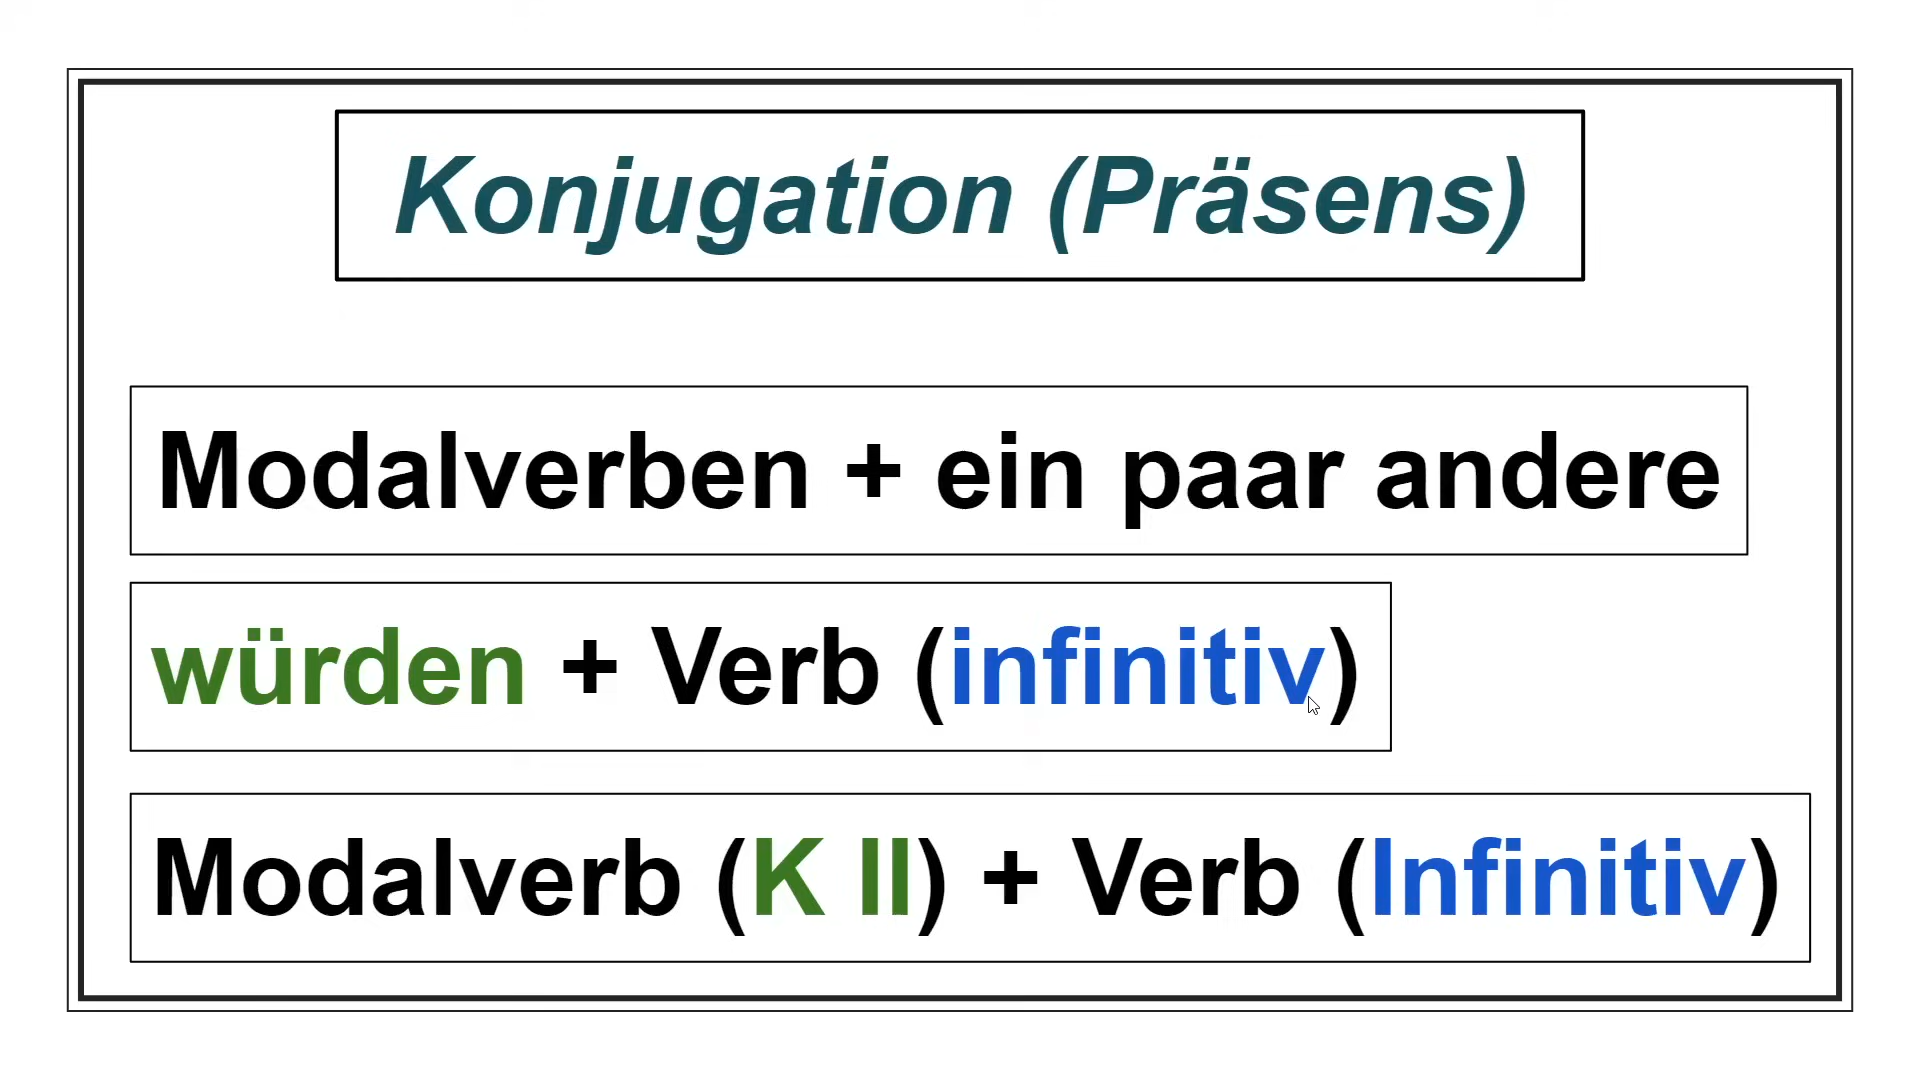 Konjugation (Präsens)
Modalverben + ein paar andere
würden + Verb (infinitiv)
Modalverb (K II) + Verb (Infinitiv)